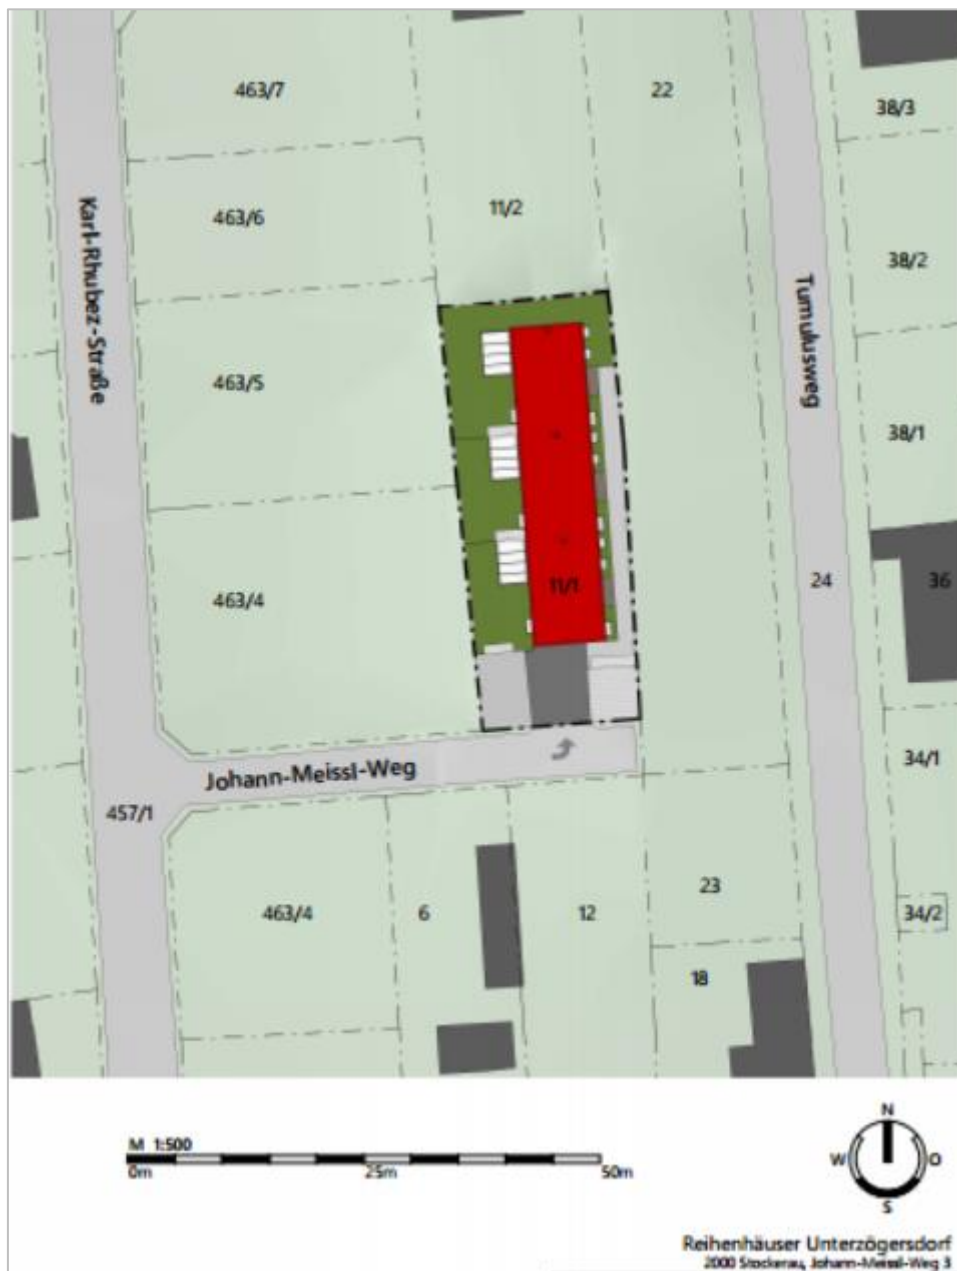 463/7
22
38/3
463/6
11/2
Karl-Rhubez-Straße
38/2
Tumulusweg
463/5
38/1
463/4
11/1
24
36
Johann-Meissl-Weg
34/1
457/1
23
463/4
6
12
34/2
18
M 1:500
0m
25m
50m
N
W
O
S
Reihenhäuser Unterzögersdorf
2000 Stockerau, Johann-Meissl-Weg 3